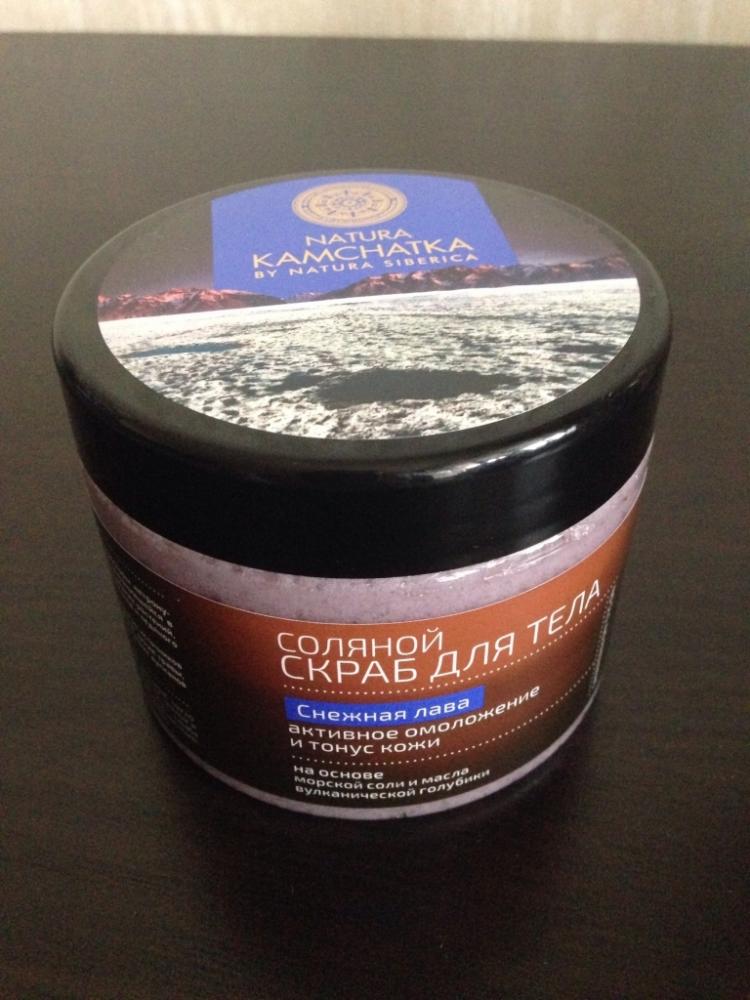 NATURA
KAMCHATKA
BY NATURA SIBERICA
СОЛЯНОЙ
СКРАБ ДЛЯ ТЕЛА
Снежная лава
активное омоложение
и тонус кожи
на основе
морской соли и масла
вулканической голубики